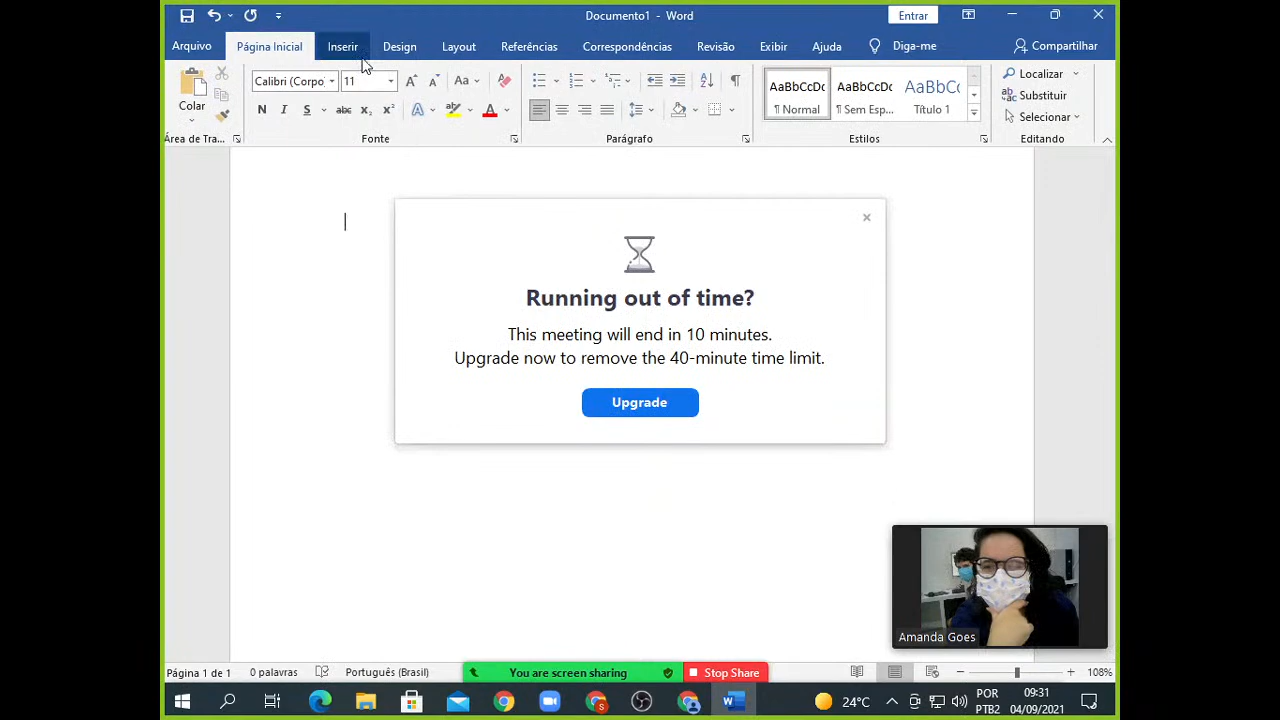 Documento1 - Word
Entrar
Arquivo
Página Inicial
Inserir
Design
Layout
Referências
Correspondências
Revisão
Exibir
Ajuda
Diga-me
Compartilhar
Colar
Calibri (Corpo
11
Aa
N
I
S
abc
x₂
x²
A
A
AaBbCcDc
¶ Normal
AaBbCcDc
¶ Sem Esp...
AaBbCc
Título 1
Localizar
Substituir
Selecionar
Área de Tra...
Fonte
Parágrafo
Estilos
Editando
Running out of time?
This meeting will end in 10 minutes.
Upgrade now to remove the 40-minute time limit.
Upgrade
Amanda Goes
Página 1 de 1
0 palavras
Português (Brasil)
You are screen sharing
Stop Share
108%
24°C
POR
PTB2
09:31
04/09/2021